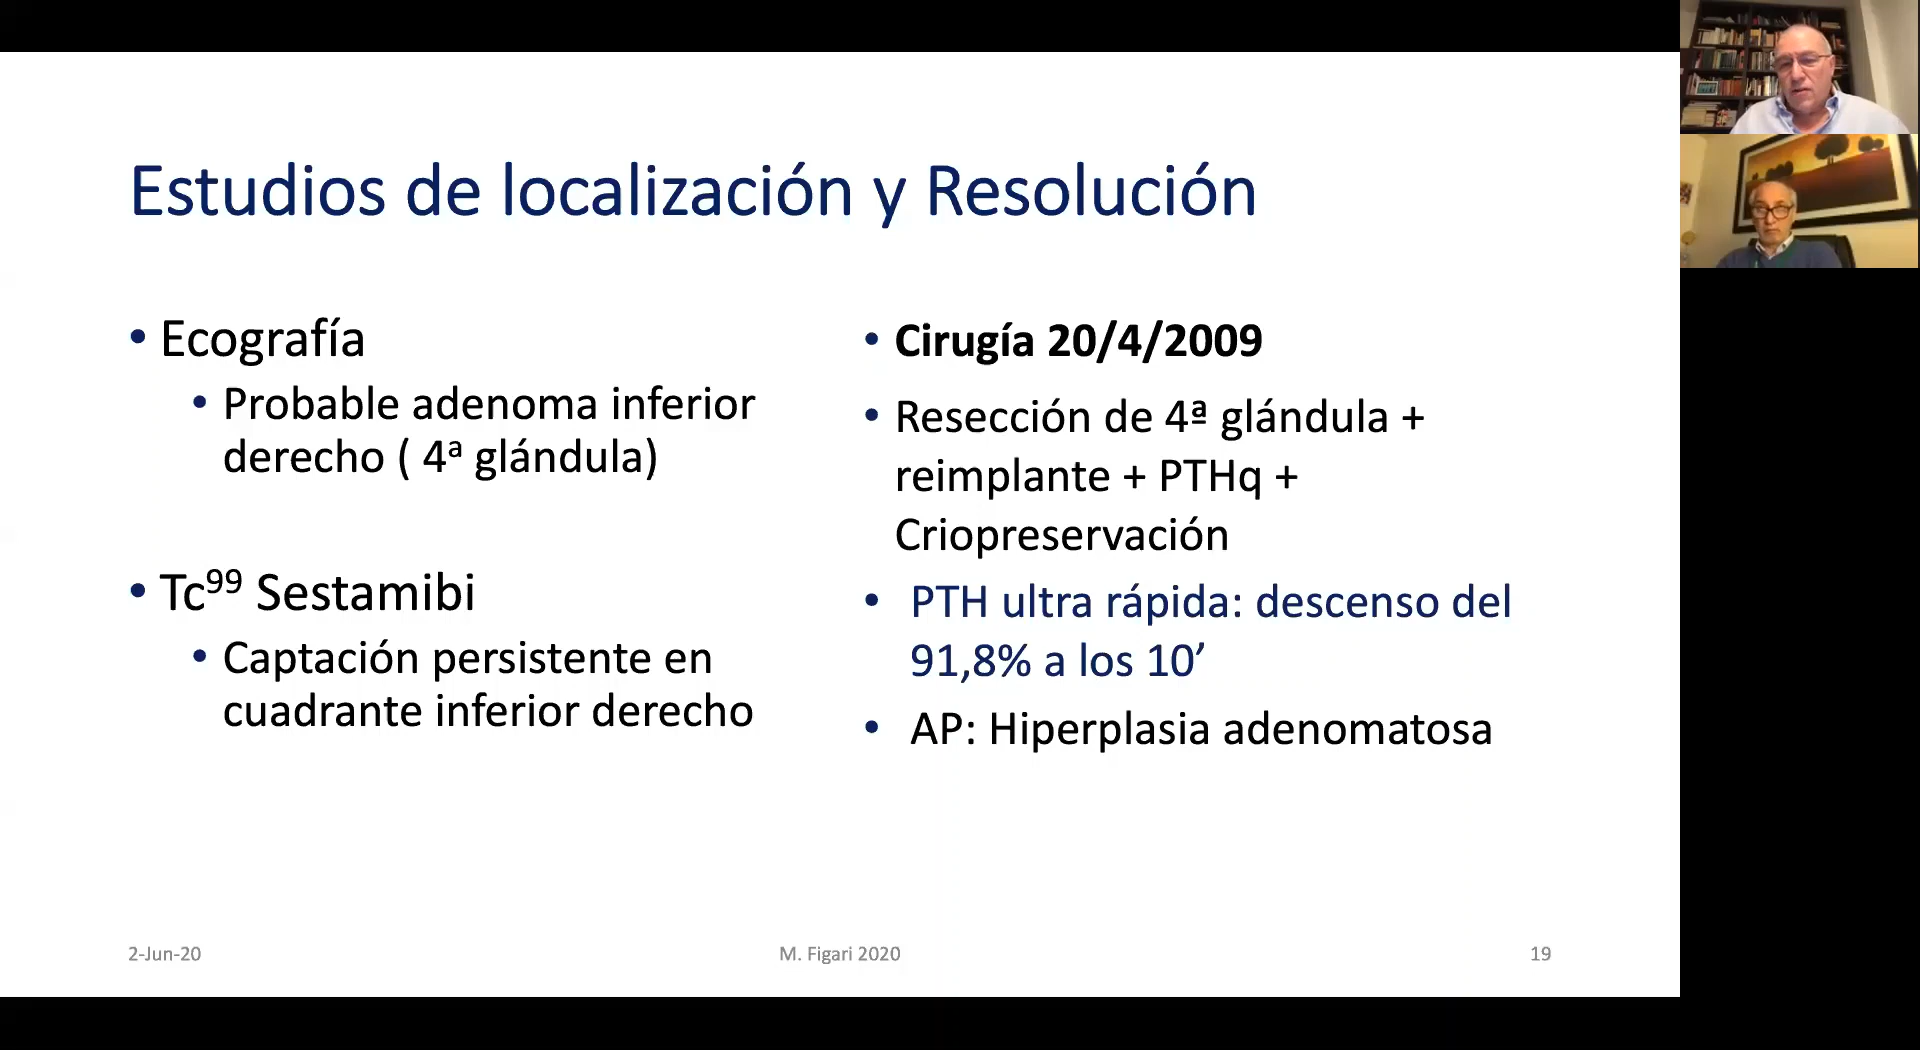 Estudios de localización y Resolución
• Ecografía
• Probable adenoma inferior
derecho ( 4ª glándula)
• Tc⁹⁹ Sestamibi
• Captación persistente en
cuadrante inferior derecho
• Cirugía 20/4/2009
• Resección de 4ª glándula +
reimplante + PTHq +
Criopreservación
• PTH ultra rápida: descenso del
91,8% a los 10’
• AP: Hiperplasia adenomatosa
2-Jun-20
M. Figari 2020
19